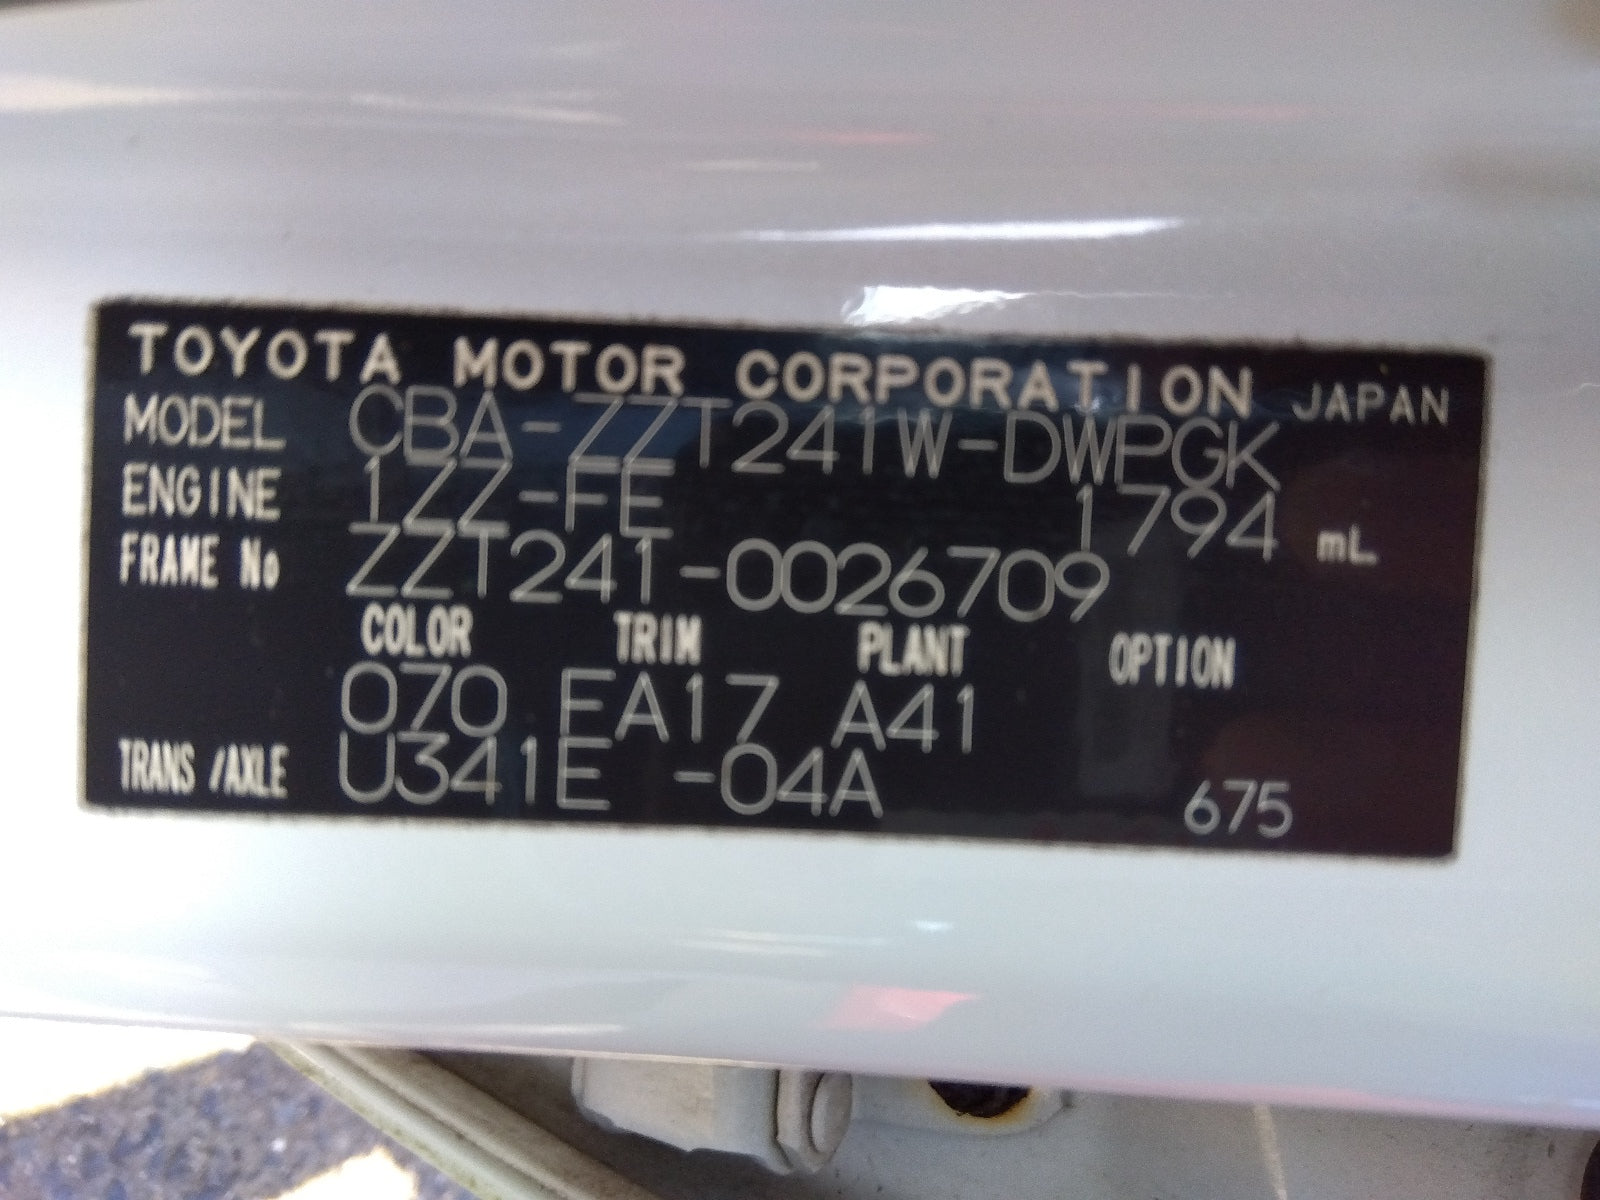 TOYOTA MOTOR CORPORATION JAPAN
MODEL CBA-ZZT241W-DWPGK
ENGINE 1ZZ-FE 1794 mL
FRAME No ZZT241-0026709
COLOR TRIM PLANT OPTION
070 EA17 A41
TRANS/AXLE U341E -04A 675